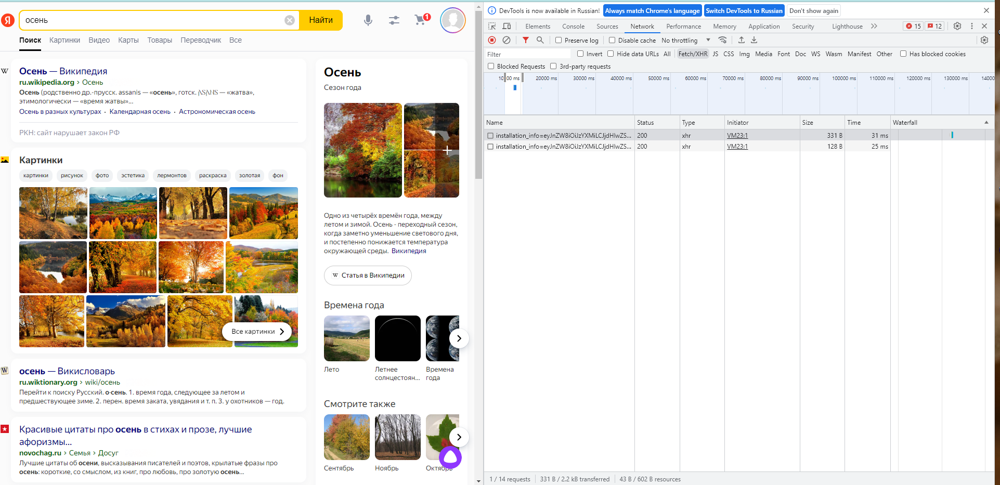 Я
осень
Найти
1
Поиск Картинки Видео Карты Товары Переводчик Все
W
Осень — Википедия
ru.wikipedia.org › Осень
Осень (родственно др.-прусск. assanis — «осень», готск. — «жатва»,
этимологически — «время жатвы»...
Осень в разных культурах · Календарная осень · Астрономическая осень
РКН: сайт нарушает закон РФ
Картинки
картинки рисунок фото эстетика лермонтов раскраска золотая фон
Все картинки
W
осень — Викисловарь
ru.wiktionary.org › wiki/осень
Перейти к поиску Русский. о·сень. 1. время года, следующее за летом и
предшествующее зиме. 2. перен. время заката, увядания и т. п. 3. у охотников — год.
Красивые цитаты про осень в стихах и прозе, лучшие
афоризмы...
novochag.ru › Семья › Досуг
Лучшие цитаты об осени, высказывания писателей и поэтов, крылатые фразы про
осень: короткие, со смыслом, из книг, про любовь, про золотую осень...
Осень
Сезон года
Одно из четырёх времён года, между
летом и зимой. Осень - переходный сезон,
когда заметно уменьшение светового дня,
и постепенно понижается температура
окружающей среды. Википедия
W Статья в Википедии
Времена года
Лето
Летнее
солнцестоян...
Времена
года
Смотрите также
Сентябрь Ноябрь Октябрь
DevTools is now available in Russian! Always match Chrome's language Switch DevTools to Russian Don't show again
Elements Console Sources Network Performance Memory Application Security Lighthouse 15 12
Preserve log Disable cache No throttling
Filter Invert Hide data URLs All Fetch/XHR JS CSS Img Media Font Doc WS Wasm Manifest Other Has blocked cookies
Blocked Requests 3rd-party requests
10 00 ms 20000 ms 30000 ms 40000 ms 50000 ms 60000 ms 70000 ms 80000 ms 90000 ms 100000 ms 110000 ms 120000 ms 130000 ms 14000
Name Status Type Initiator Size Time Waterfall
installation_info=eyJnZW8iOiJzYXMiLCJjdHlwZS... 200 xhr VM23:1 331 B 31 ms
installation_info=eyJnZW8iOiJzYXMiLCJjdHlwZS... 200 xhr VM23:1 128 B 25 ms
1 / 14 requests 331 B / 2.2 kB transferred 43 B / 602 B resources